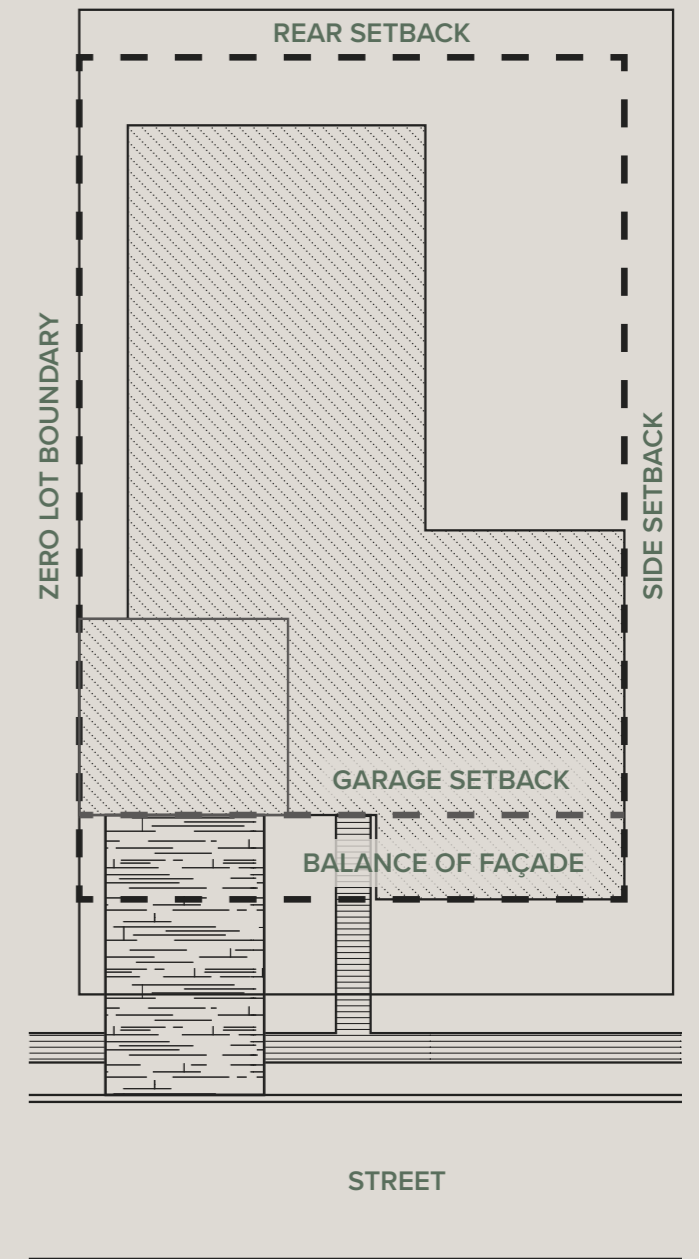 REAR SETBACK
ZERO LOT BOUNDARY
SIDE SETBACK
GARAGE SETBACK
BALANCE OF FAÇADE
STREET